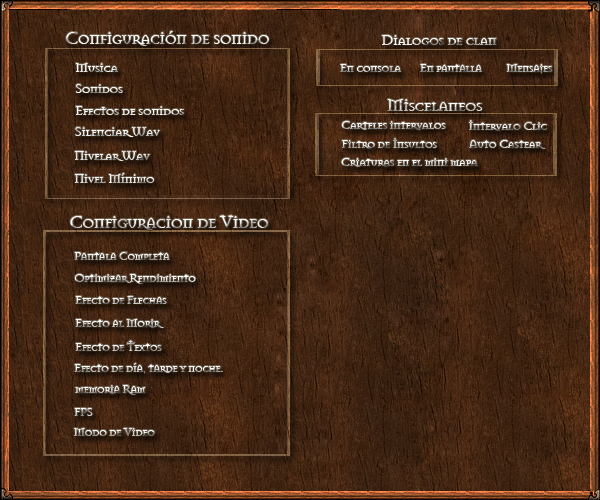 Configuración de sonido
Musica
Sonidos
Efectos de sonidos
Silenciar Wav
Nivelar Wav
Nivel Mínimo
Configuracion de Video
Pantala Completa
Optimizar Rendimiento
Efecto de Flechas
Efecto al Morir
Efecto de Textos
Efecto de día, tarde y noche.
memoria Ram
FPS
Modo de Video
Dialogos de clan
En consola En pantalla Mensajes
Miscelaneos
Carteles intervalos Intervalo Clic
Filtro de Insultos Auto Castear
Criaturas en el mini mapa